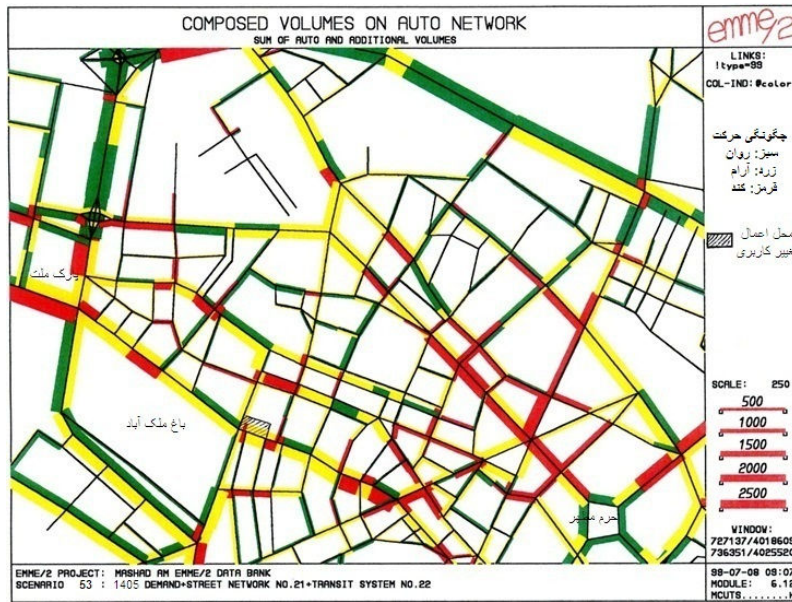 COMPOSED VOLUMES ON AUTO NETWORK
SUM OF AUTO AND ADDITIONAL VOLUMES
emme/2
LINKS:
!type=99
COL-IND: #color
چگونگی حرکت
سبز: روان
زرد: آرام
قرمز: کند
محل اعمال
تغییر کاربری
پارک ملت
باغ ملک آباد
حرم مطهر
SCALE: 250
500
1000
1500
2000
2500
WINDOW:
727137/4018609
736351/4025520
EMME/2 PROJECT: MASHAD AM EMME/2 DATA BANK
SCENARIO 53 : 1405 DEMAND+STREET NETWORK NO.21+TRANSIT SYSTEM NO.22
99-07-08 09:07
MODULE: 6.12